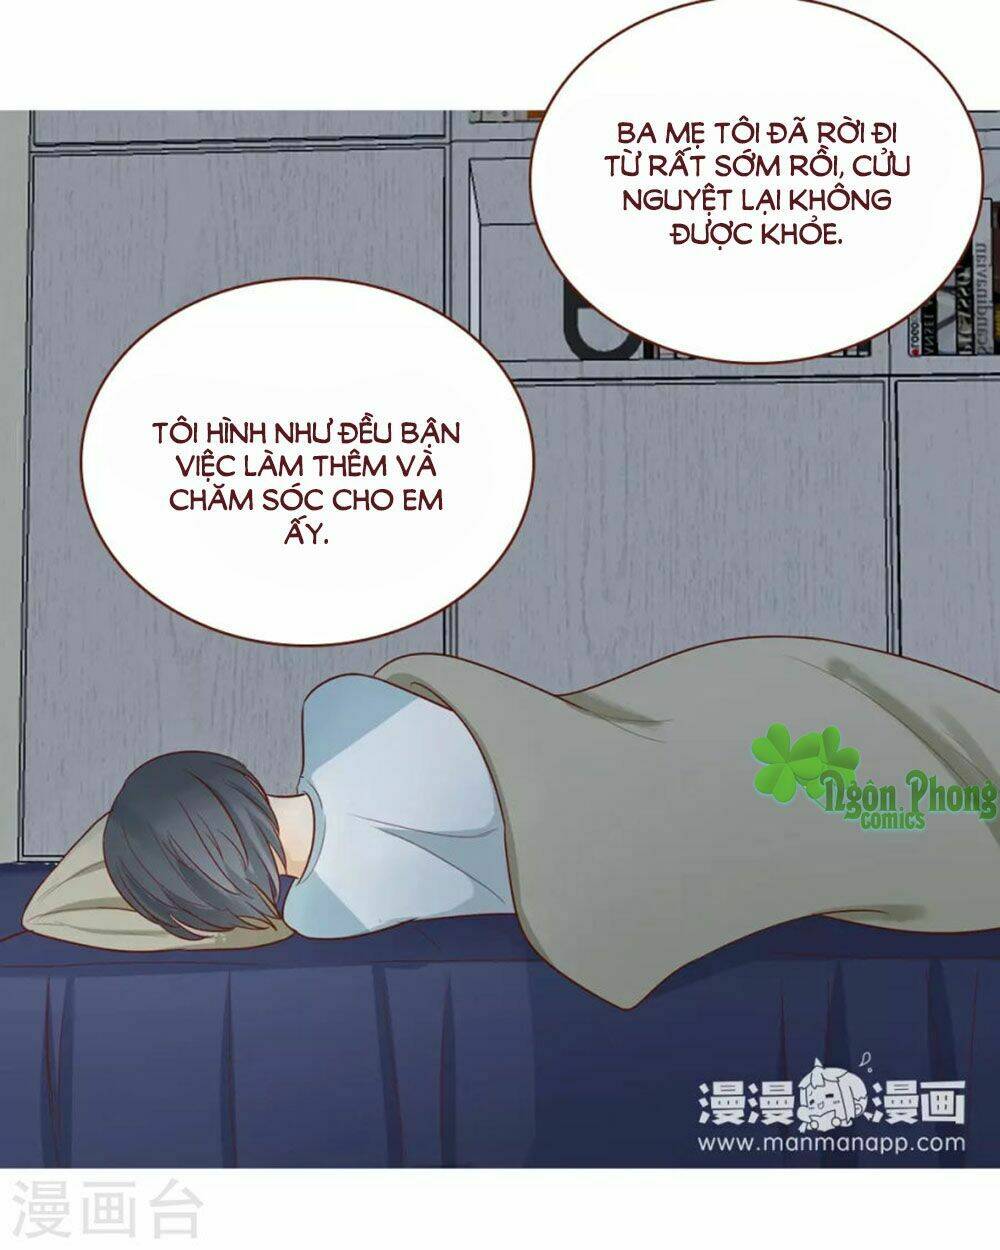 BA MẸ TÔI ĐÃ RỜI ĐI
TỪ RẤT SỚM RỒI, CỬU
NGUYỆT LẠI KHÔNG
ĐƯỢC KHỎE.
TÔI HÌNH NHƯ ĐỀU BẬN
VIỆC LÀM THÊM VÀ
CHĂM SÓC CHO EM
ẤY.
Ngôn Phong
comics
漫漫漫画
www.manmanapp.com
漫画台